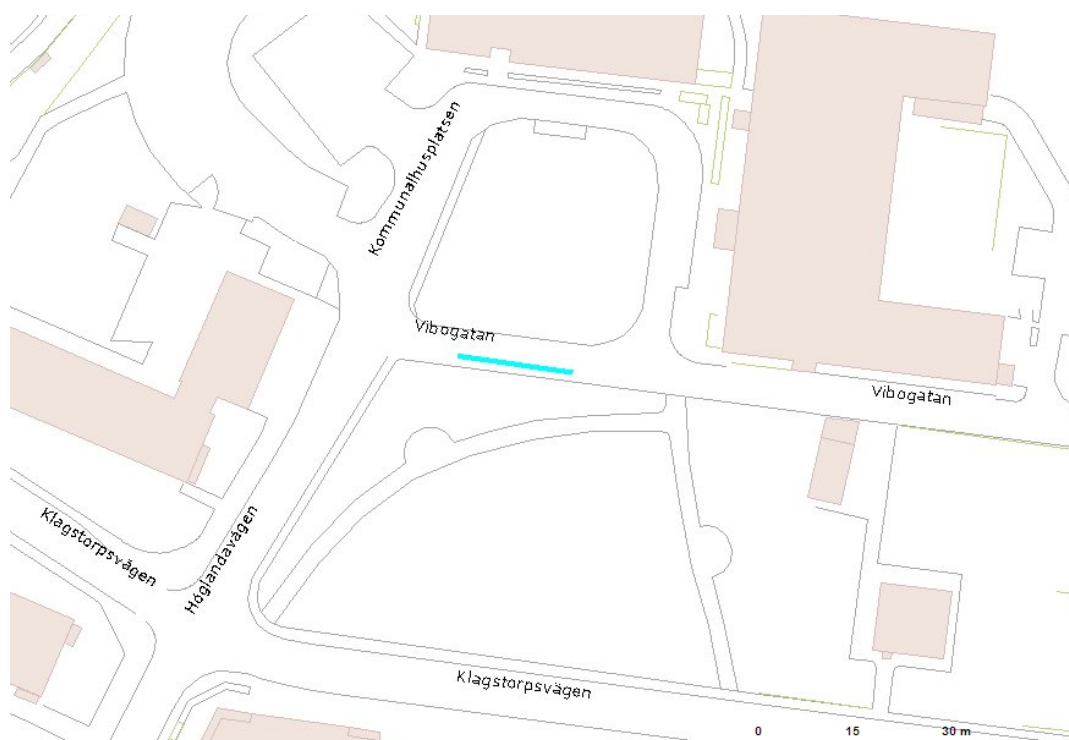 Kommunalhusplatsen
Vibogatan
Vibogatan
Klagstorpsvägen
Höglandavägen
Klagstorpsvägen
0 15 30 m